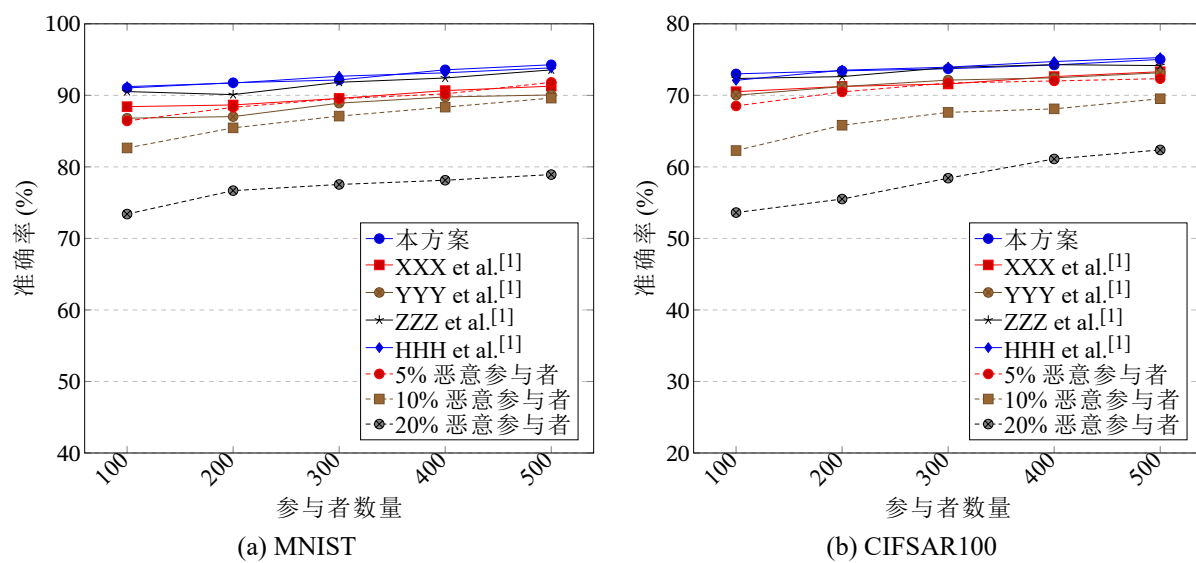 100
90
80
70
60
50
40
准确率 (%)
100
200
300
400
500
参与者数量
本方案
XXX et al.[1]
YYY et al.[1]
ZZZ et al.[1]
HHH et al.[1]
5% 恶意参与者
10% 恶意参与者
20% 恶意参与者
(a) MNIST
80
70
60
50
40
30
20
准确率 (%)
100
200
300
400
500
参与者数量
本方案
XXX et al.[1]
YYY et al.[1]
ZZZ et al.[1]
HHH et al.[1]
5% 恶意参与者
10% 恶意参与者
20% 恶意参与者
(b) CIFSAR100